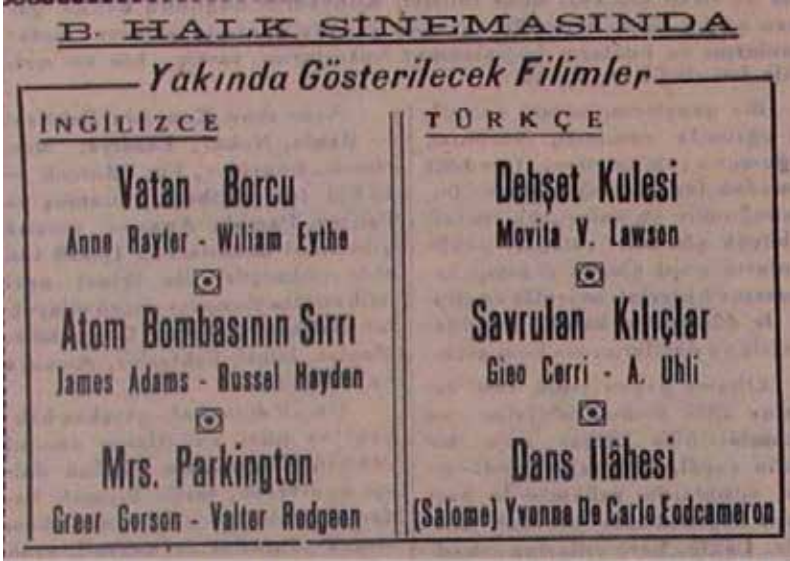 B. HALK SİNEMASINDA
Yakında Gösterilecek Filimler
İNGİLİZCE
Vatan Borcu
Anne Rayler - Wiliam Eythe
Atom Bombasının Sırrı
James Adams - Russel Hayden
Mrs. Parkington
Greer Gorson - Valter Redgeen
TÜRKÇE
Dehşet Kulesi
Movita V. Lawson
Savrulan Kılıçlar
Gieo Cerri - A. Uhli
Dans İlâhesi
(Salome) Yvonne De Carlo Eodcameron